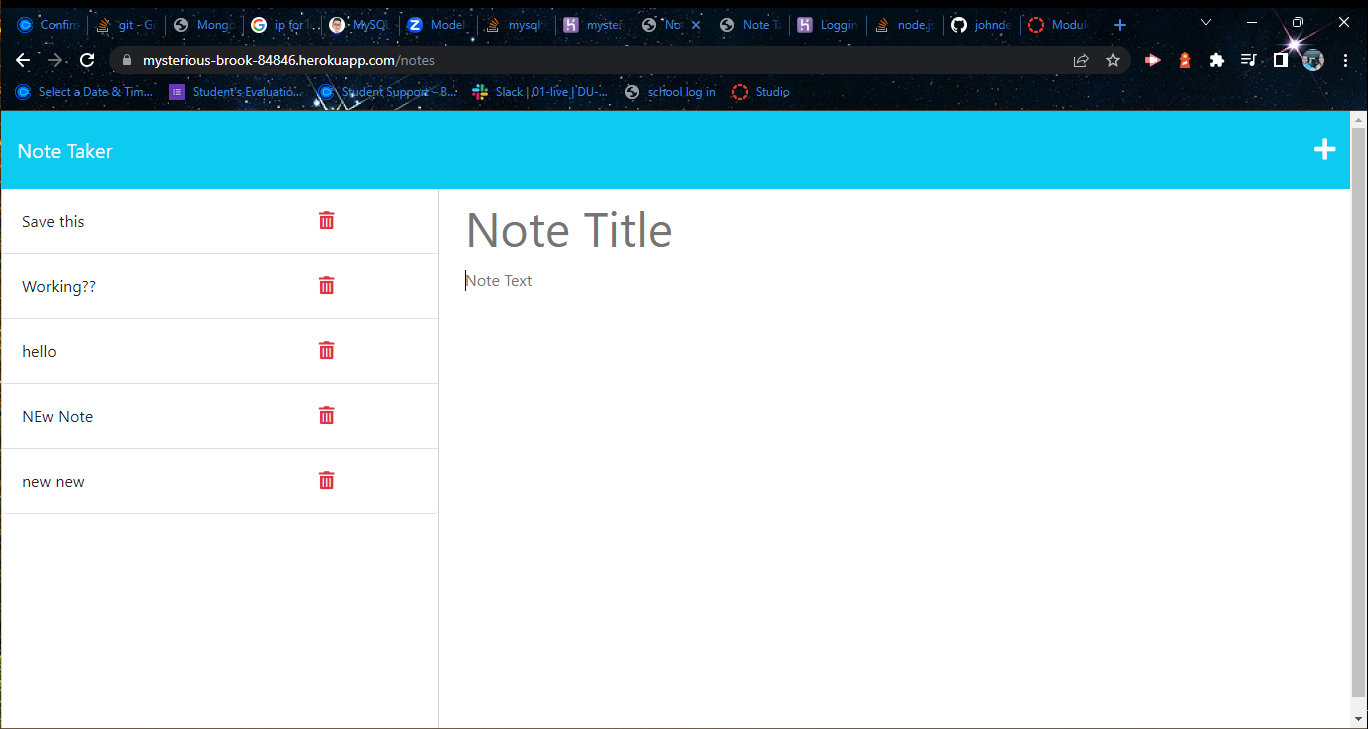 Confirm git - G Mong ip for l MySQL Model mysql myster No Note Ta Loggin node.js johnde Modul
mysterious-brook-84846.herokuapp.com/notes
Select a Date & Tim... Student's Evaluatio... Student Support - B... Slack | 01-live | DU-... school log in Studio
Note Taker
Save this
Working??
hello
NEw Note
new new
Note Title
Note Text